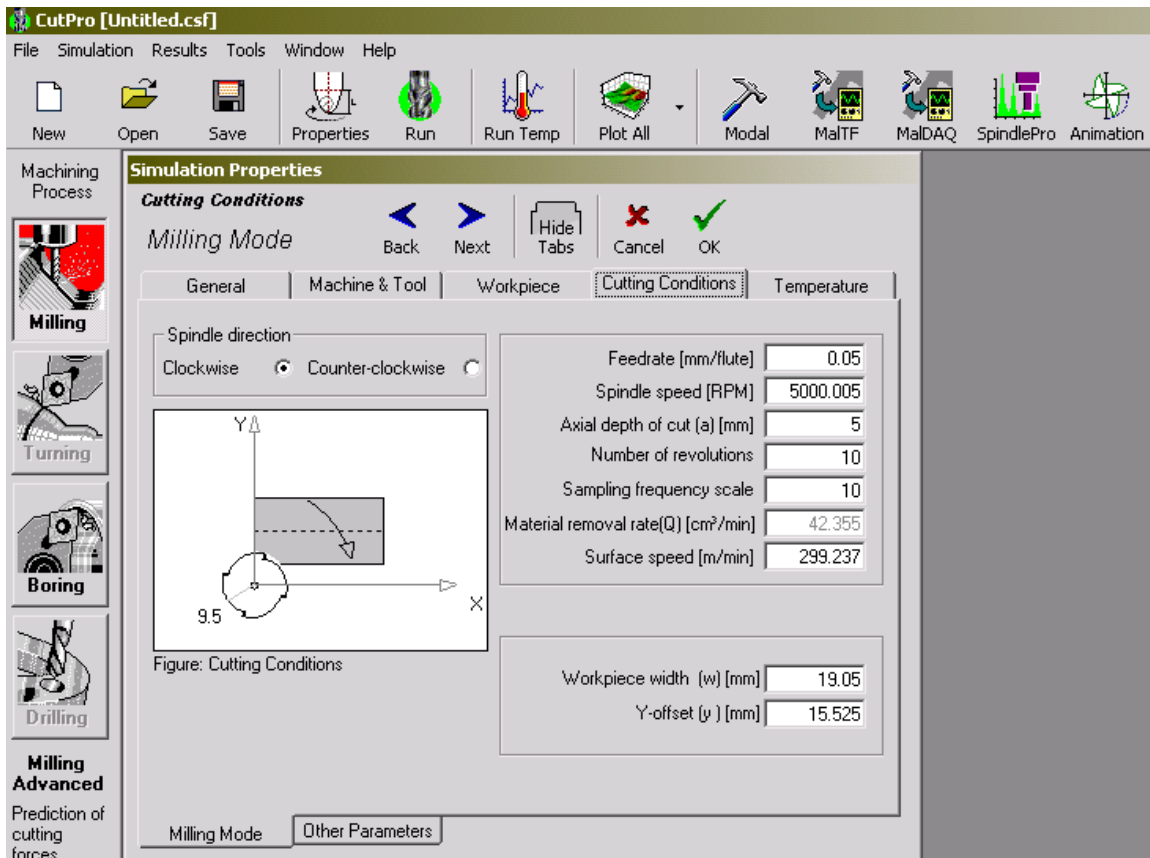 CutPro [Untitled.csf]
File Simulation Results Tools Window Help
New Open Save Properties Run Run Temp Plot All Modal MalTF MalDAQ SpindlePro Animation
Machining
Process
Milling
Turning
Boring
Drilling
Milling
Advanced
Prediction of
cutting
forces
Simulation Properties
Cutting Conditions
Milling Mode
Back Next Hide Tabs Cancel OK
General Machine & Tool Workpiece Cutting Conditions Temperature
Spindle direction
Clockwise Counter-clockwise
Y
X
9.5
Figure: Cutting Conditions
Feedrate [mm/flute] 0.05
Spindle speed [RPM] 5000.005
Axial depth of cut (a) [mm] 5
Number of revolutions 10
Sampling frequency scale 10
Material removal rate(Q) [cm³/min] 42.355
Surface speed [m/min] 299.237
Workpiece width (w) [mm] 19.05
Y-offset (y ) [mm] 15.525
Milling Mode Other Parameters